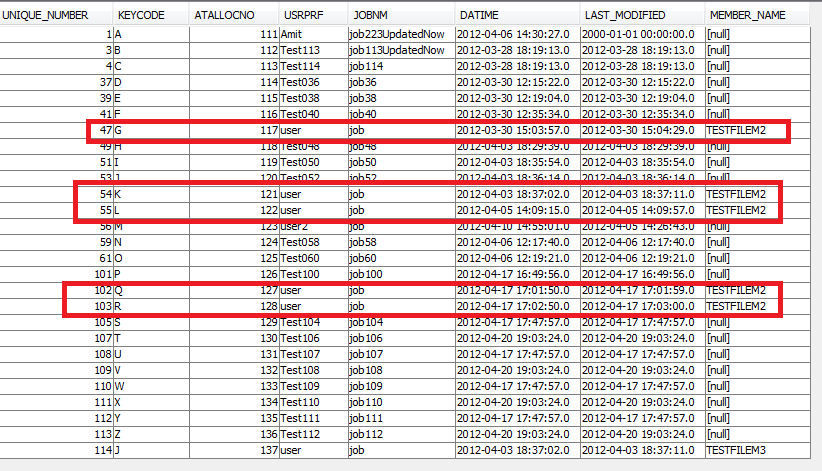 UNIQUE_NUMBER KEYCODE ATALLOCNO USRPRF JOBNM DATIME LAST_MODIFIED MEMBER_NAME
1 A 111 Amit job223UpdatedNow 2012-04-06 14:30:27.0 2000-01-01 00:00:00.0 [null]
3 B 112 Test113 job113UpdatedNow 2012-03-28 18:19:13.0 2012-03-28 18:19:13.0 [null]
4 C 113 Test114 job114 2012-03-28 18:19:13.0 2012-03-28 18:19:13.0 [null]
37 D 114 Test036 job36 2012-03-30 12:15:22.0 2012-03-30 12:15:22.0 [null]
39 E 115 Test038 job38 2012-03-30 12:19:04.0 2012-03-30 12:19:04.0 [null]
41 F 116 Test040 job40 2012-03-30 12:35:34.0 2012-03-30 12:35:34.0 [null]
47 G 117 user job 2012-03-30 15:03:57.0 2012-03-30 15:04:29.0 TESTFILEM2
49 H 118 Test048 job48 2012-03-30 18:29:39.0 2012-03-30 18:29:39.0 [null]
51 I 119 Test050 job50 2012-04-03 18:35:54.0 2012-04-03 18:35:54.0 [null]
53 J 120 Test052 job52 2012-04-03 18:36:14.0 2012-04-03 18:36:14.0 [null]
54 K 121 user job 2012-04-03 18:37:02.0 2012-04-03 18:37:11.0 TESTFILEM2
55 L 122 user job 2012-04-05 14:09:15.0 2012-04-05 14:09:57.0 TESTFILEM2
56 M 123 user2 job 2012-04-10 14:55:01.0 2012-04-05 14:26:43.0 [null]
59 N 124 Test058 job58 2012-04-06 12:17:40.0 2012-04-06 12:17:40.0 [null]
61 O 125 Test060 job60 2012-04-06 12:19:21.0 2012-04-06 12:19:21.0 [null]
101 P 126 Test100 job100 2012-04-17 16:49:56.0 2012-04-17 16:49:56.0 [null]
102 Q 127 user job 2012-04-17 17:01:50.0 2012-04-17 17:01:59.0 TESTFILEM2
103 R 128 user job 2012-04-17 17:02:50.0 2012-04-17 17:03:00.0 TESTFILEM2
105 S 129 Test104 job104 2012-04-17 17:47:57.0 2012-04-17 17:47:57.0 [null]
107 T 130 Test106 job106 2012-04-20 19:03:24.0 2012-04-20 19:03:24.0 [null]
108 U 131 Test107 job107 2012-04-17 17:47:57.0 2012-04-17 17:47:57.0 [null]
109 V 132 Test108 job108 2012-04-20 19:03:24.0 2012-04-20 19:03:24.0 [null]
110 W 133 Test109 job109 2012-04-17 17:47:57.0 2012-04-17 17:47:57.0 [null]
111 X 134 Test110 job110 2012-04-20 19:03:24.0 2012-04-20 19:03:24.0 [null]
112 Y 135 Test111 job111 2012-04-17 17:47:57.0 2012-04-17 17:47:57.0 [null]
113 Z 136 Test112 job112 2012-04-20 19:03:24.0 2012-04-20 19:03:24.0 [null]
114 J 137 user job 2012-04-03 18:37:02.0 2012-04-03 18:37:11.0 TESTFILEM3